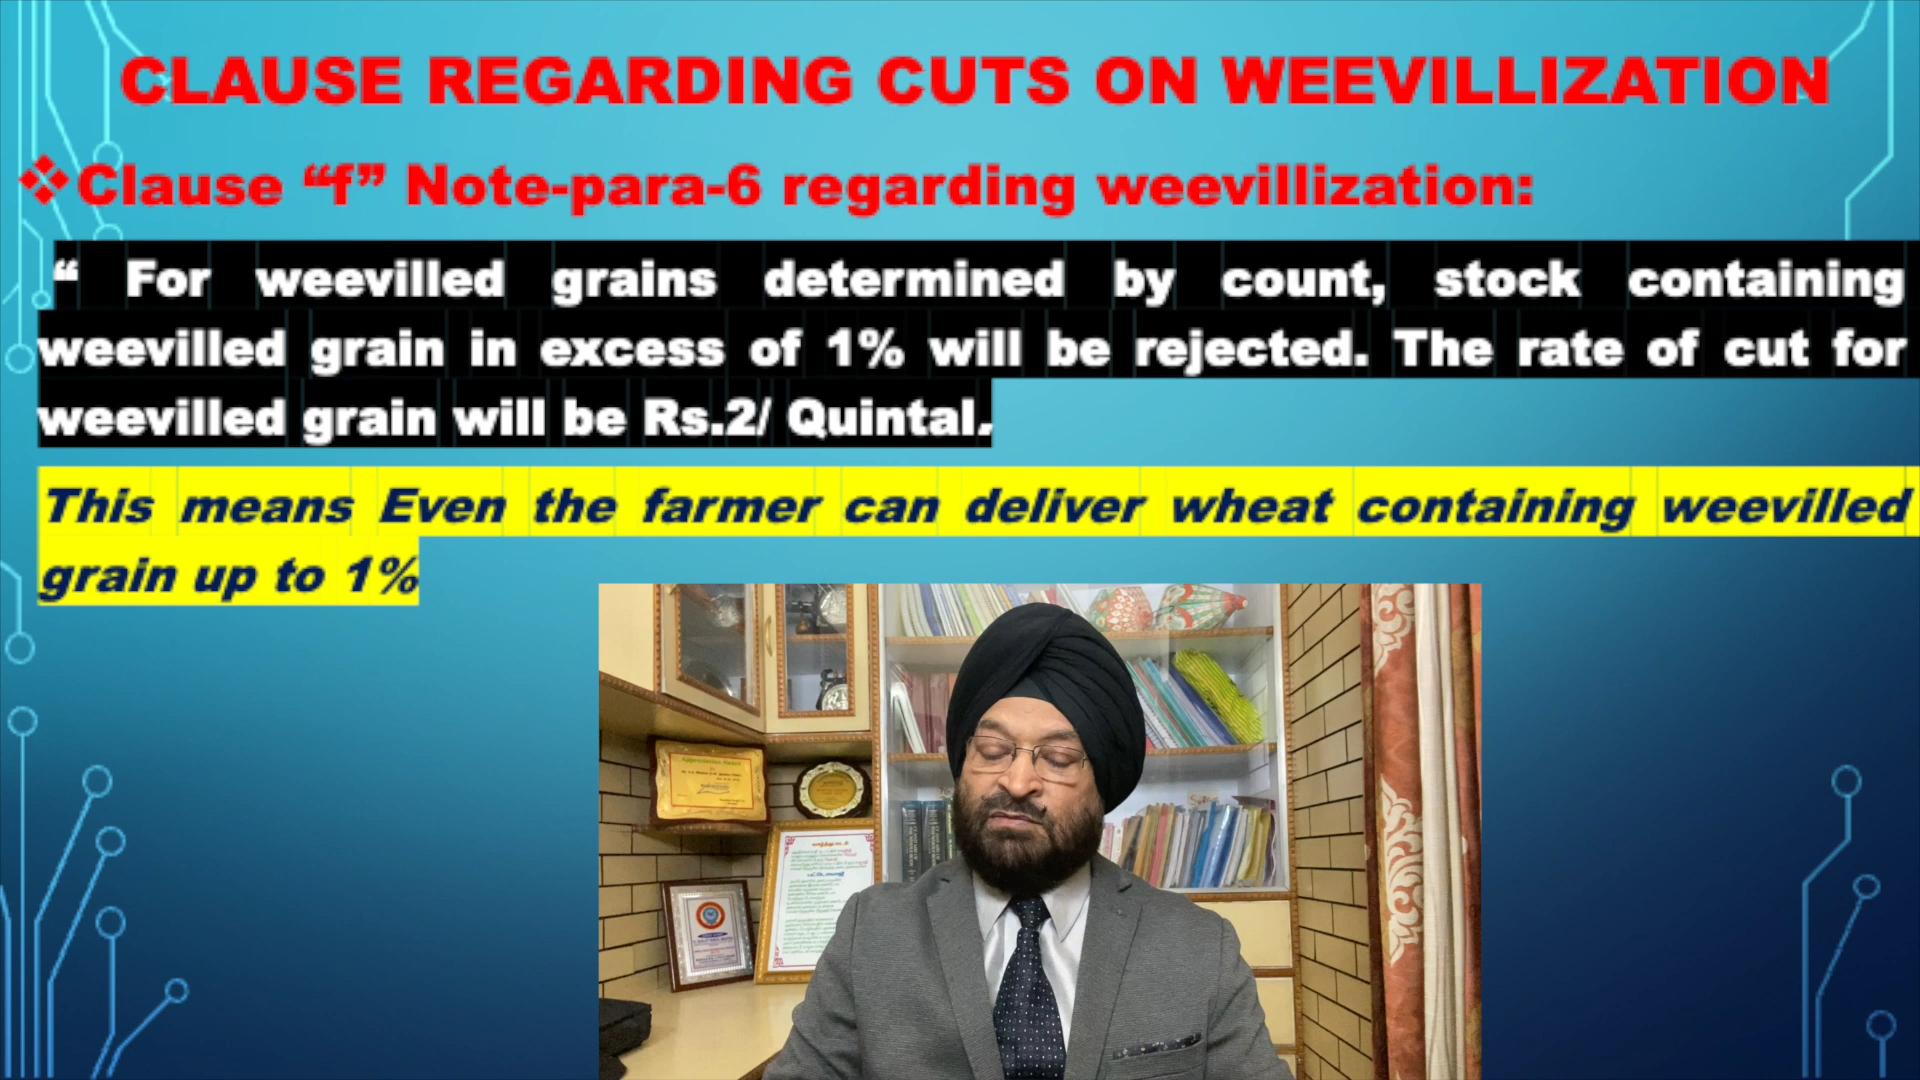 CLAUSE REGARDING CUTS ON WEEVILLIZATION
❖Clause “f” Note-para-6 regarding weevillization:
“ For weevilled grains determined by count, stock containing
weevilled grain in excess of 1% will be rejected. The rate of cut for
weevilled grain will be Rs.2/ Quintal.
This means Even the farmer can deliver wheat containing weevilled
grain up to 1%
Appreciation Award